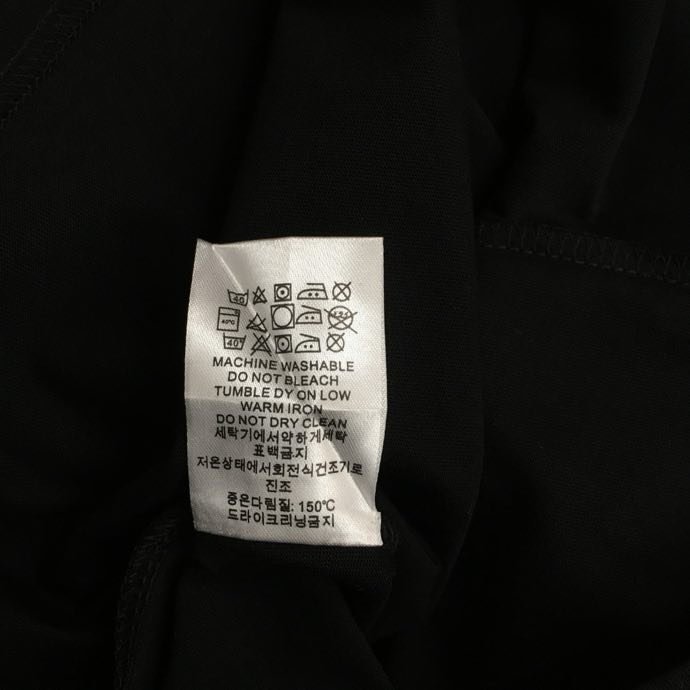 40
40℃
40°
MACHINE WASHABLE
DO NOT BLEACH
TUMBLE DY ON LOW
WARM IRON
DO NOT DRY CLEAN
세탁기에서약하게세탁
표백금지
저온상태에서회전식건조기로
진조
중온다림질: 150℃
드라이크리닝금지